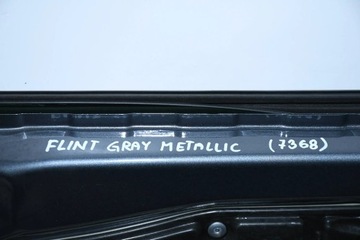 FLINT GRAY METALLIC (7368)